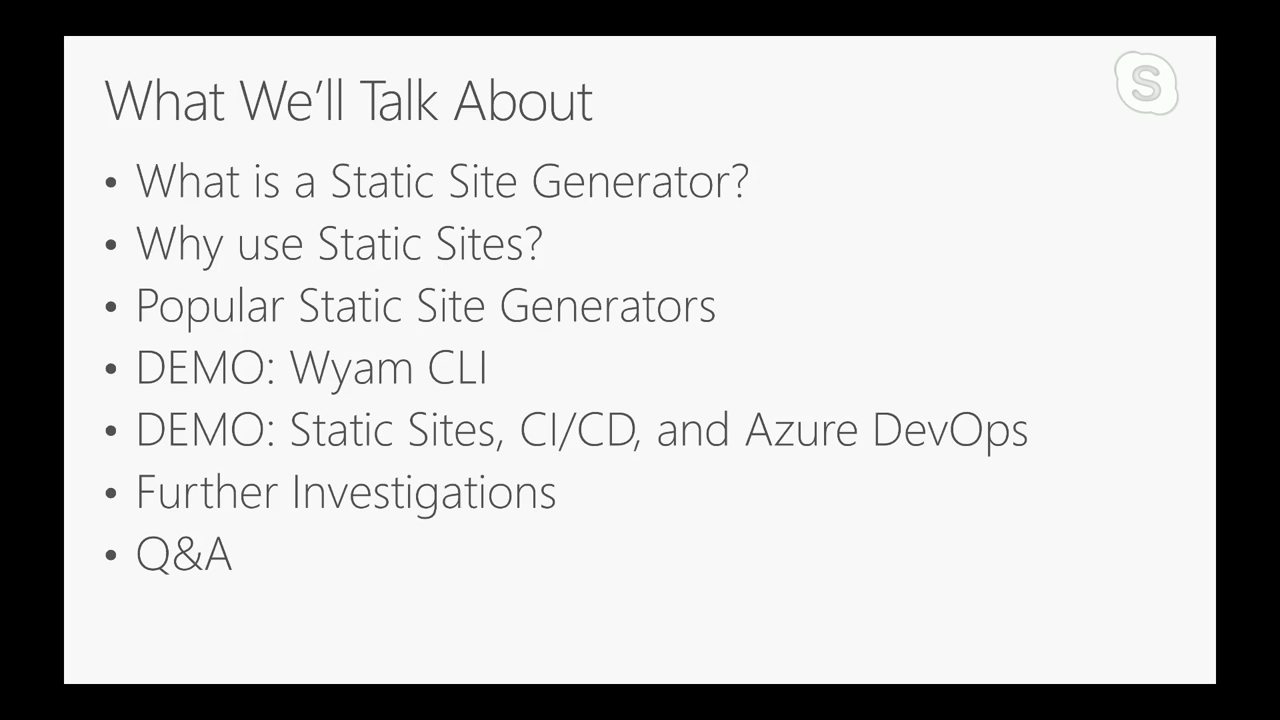 What We'll Talk About
• What is a Static Site Generator?
• Why use Static Sites?
• Popular Static Site Generators
• DEMO: Wyam CLI
• DEMO: Static Sites, CI/CD, and Azure DevOps
• Further Investigations
• Q&A
S